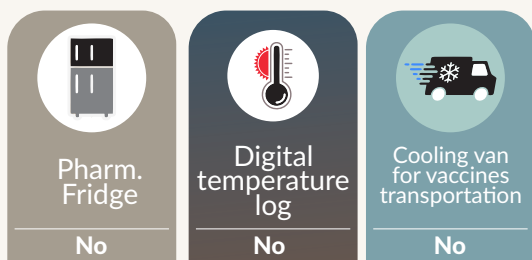 Pharm.
Fridge
No
Digital
temperature
log
No
Cooling van
for vaccines
transportation
No